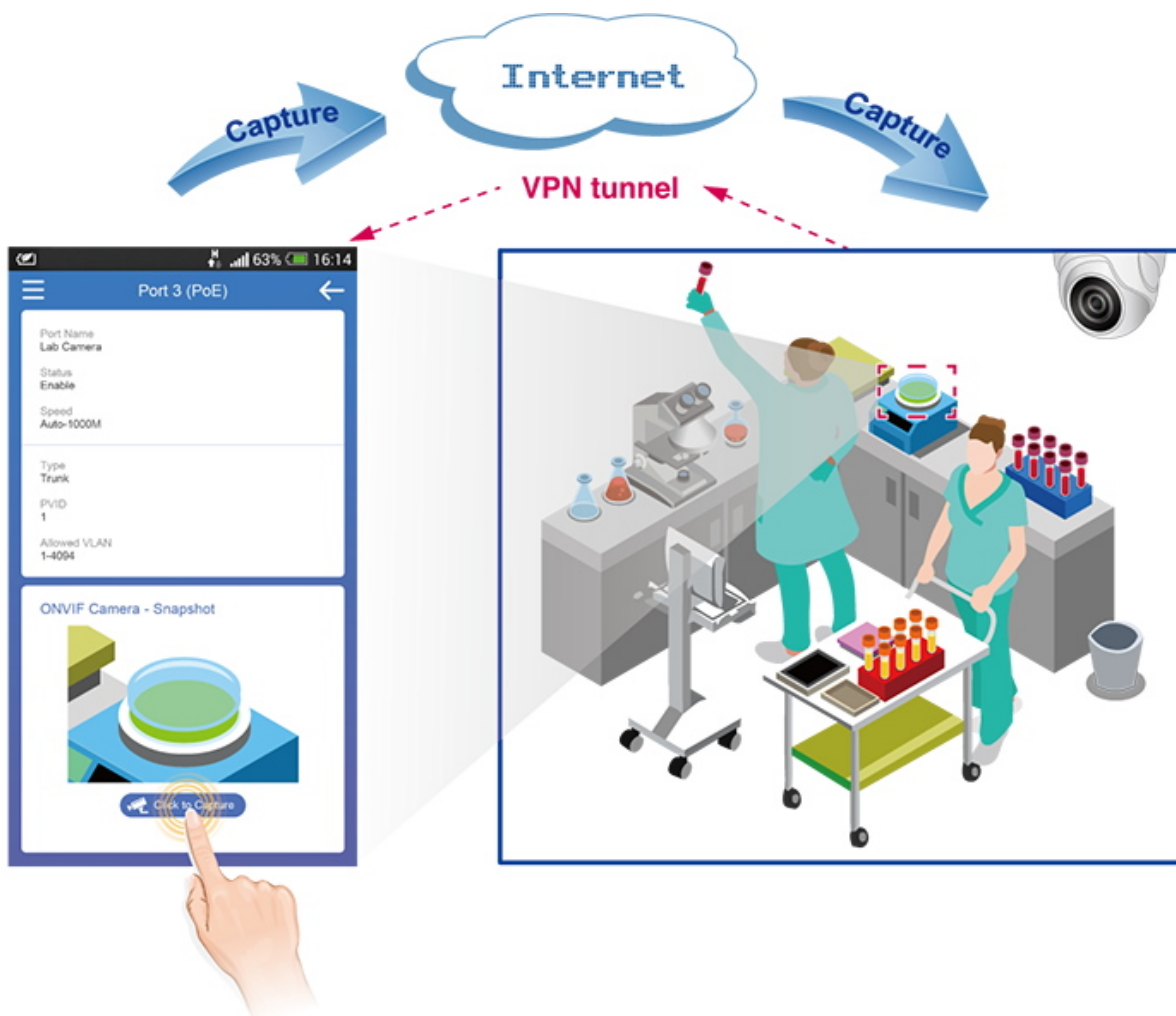 Internet
Capture
Capture
VPN tunnel
63% 16:14
Port 3 (PoE)
Port Name
Lab Camera
Status
Enable
Speed
Auto-1000M
Type
Trunk
PVID
1
Allowed VLAN
1-4094
ONVIF Camera - Snapshot
Click to Capture